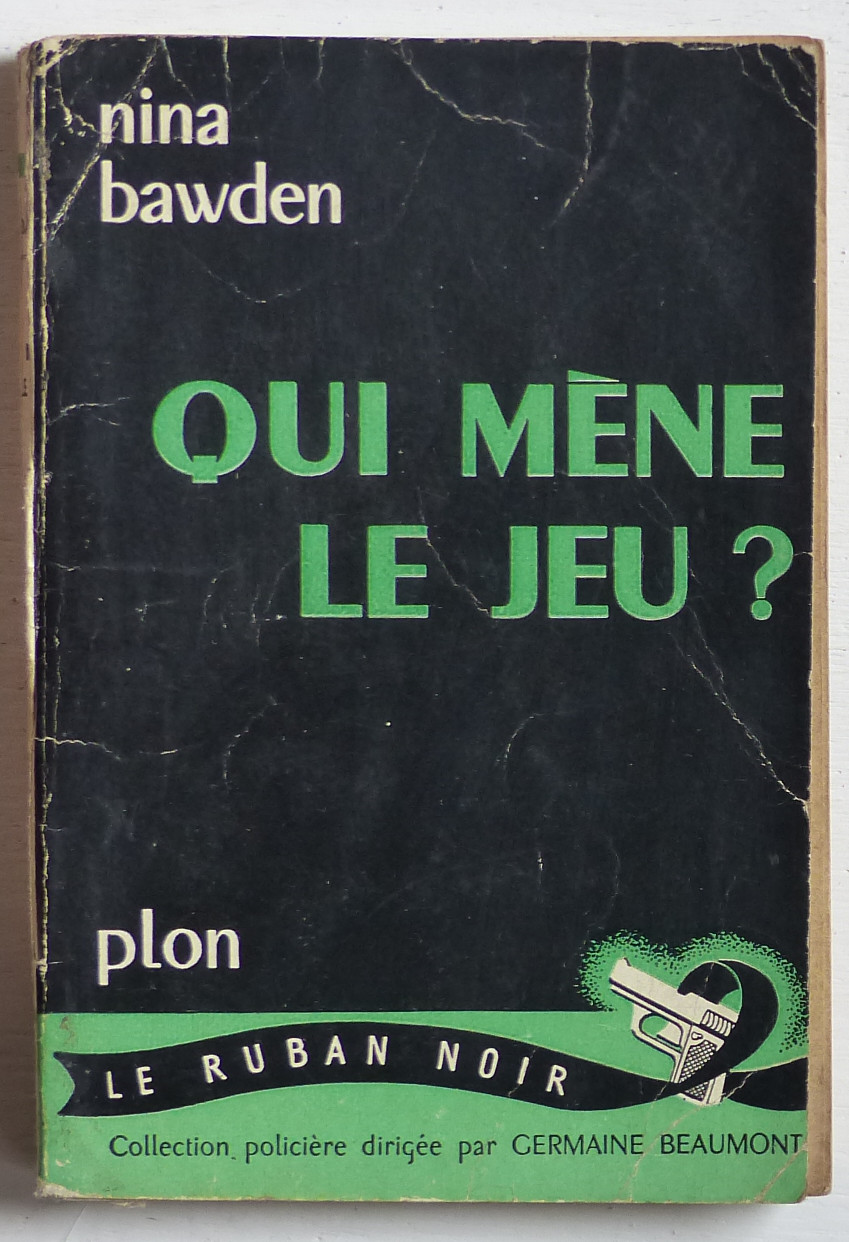 nina
bawden
QUI MÈNE
LE JEU ?
plon
LE RUBAN NOIR
Collection policière dirigée par GERMAINE BEAUMONT